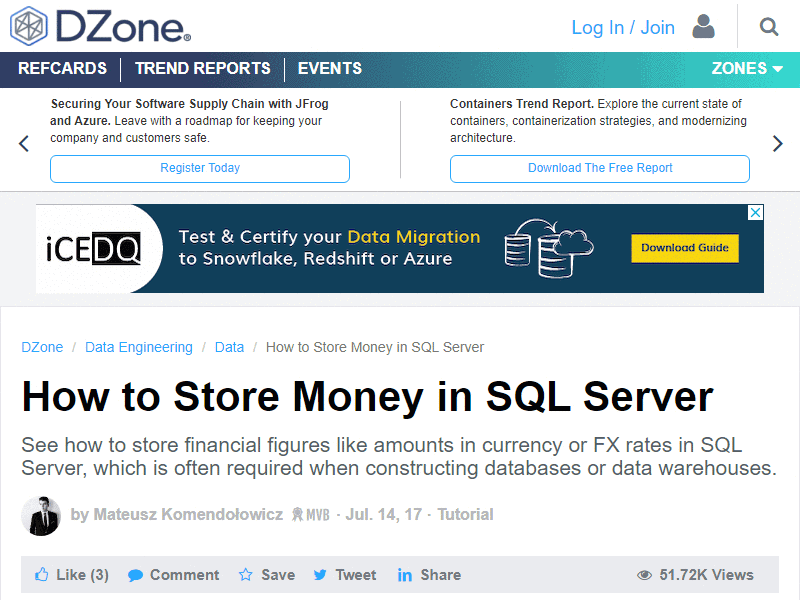 DZone®
Log In / Join
REFCARDS
TREND REPORTS
EVENTS
ZONES
Securing Your Software Supply Chain with JFrog
and Azure. Leave with a roadmap for keeping your
company and customers safe.
Register Today
Containers Trend Report. Explore the current state of
containers, containerization strategies, and modernizing
architecture.
Download The Free Report
iCEDQ
Test & Certify your Data Migration
to Snowflake, Redshift or Azure
Download Guide
DZone / Data Engineering / Data / How to Store Money in SQL Server
How to Store Money in SQL Server
See how to store financial figures like amounts in currency or FX rates in SQL
Server, which is often required when constructing databases or data warehouses.
by Mateusz Komendołowicz MVB · Jul. 14, 17 · Tutorial
Like (3) Comment Save Tweet in Share 51.72K Views